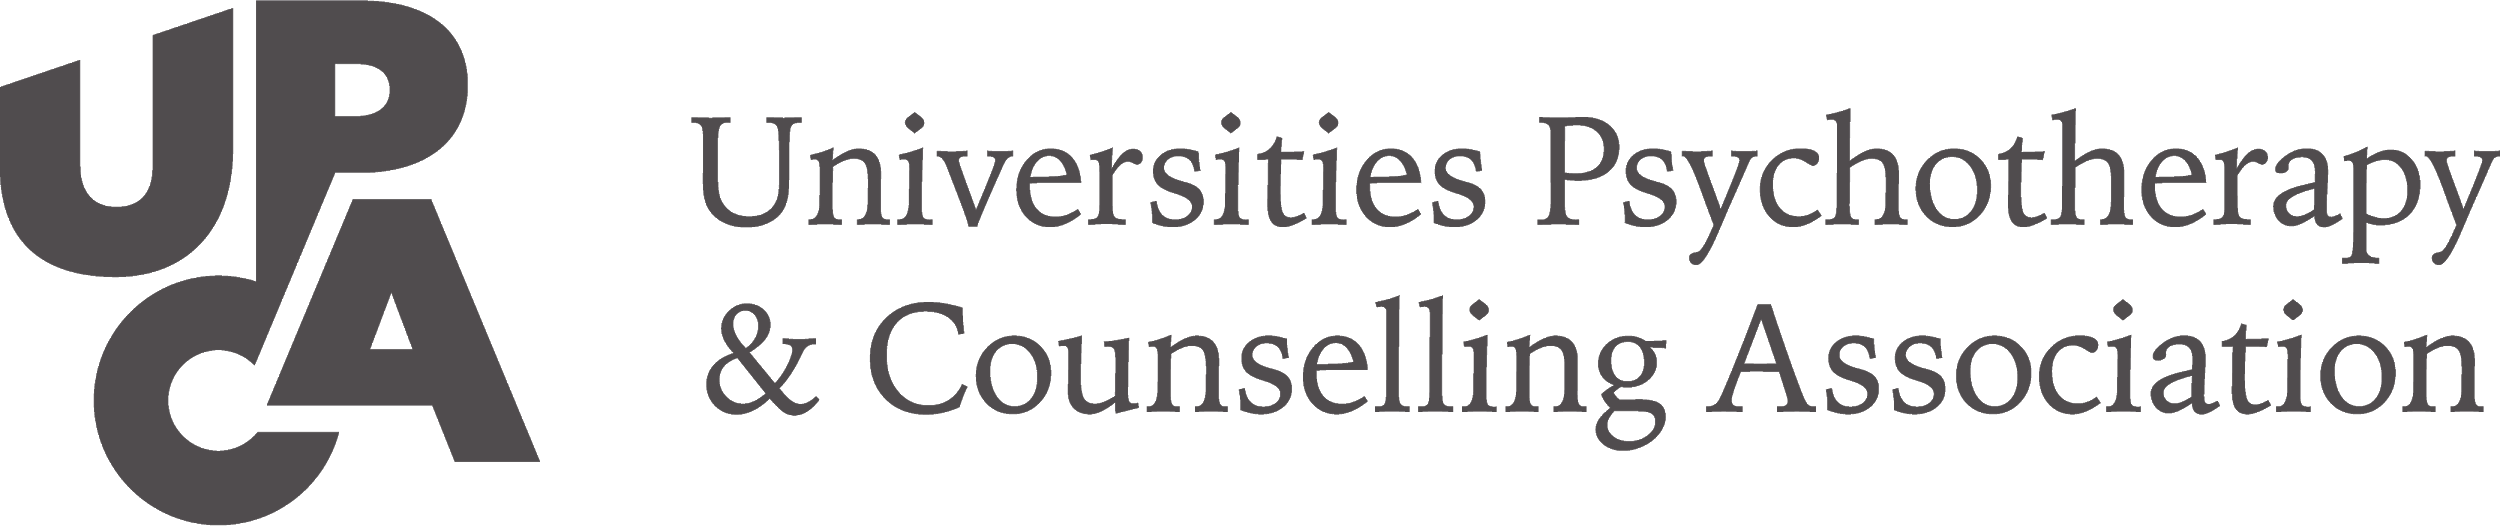 UPCA
Universities Psychotherapy
& Counselling Association